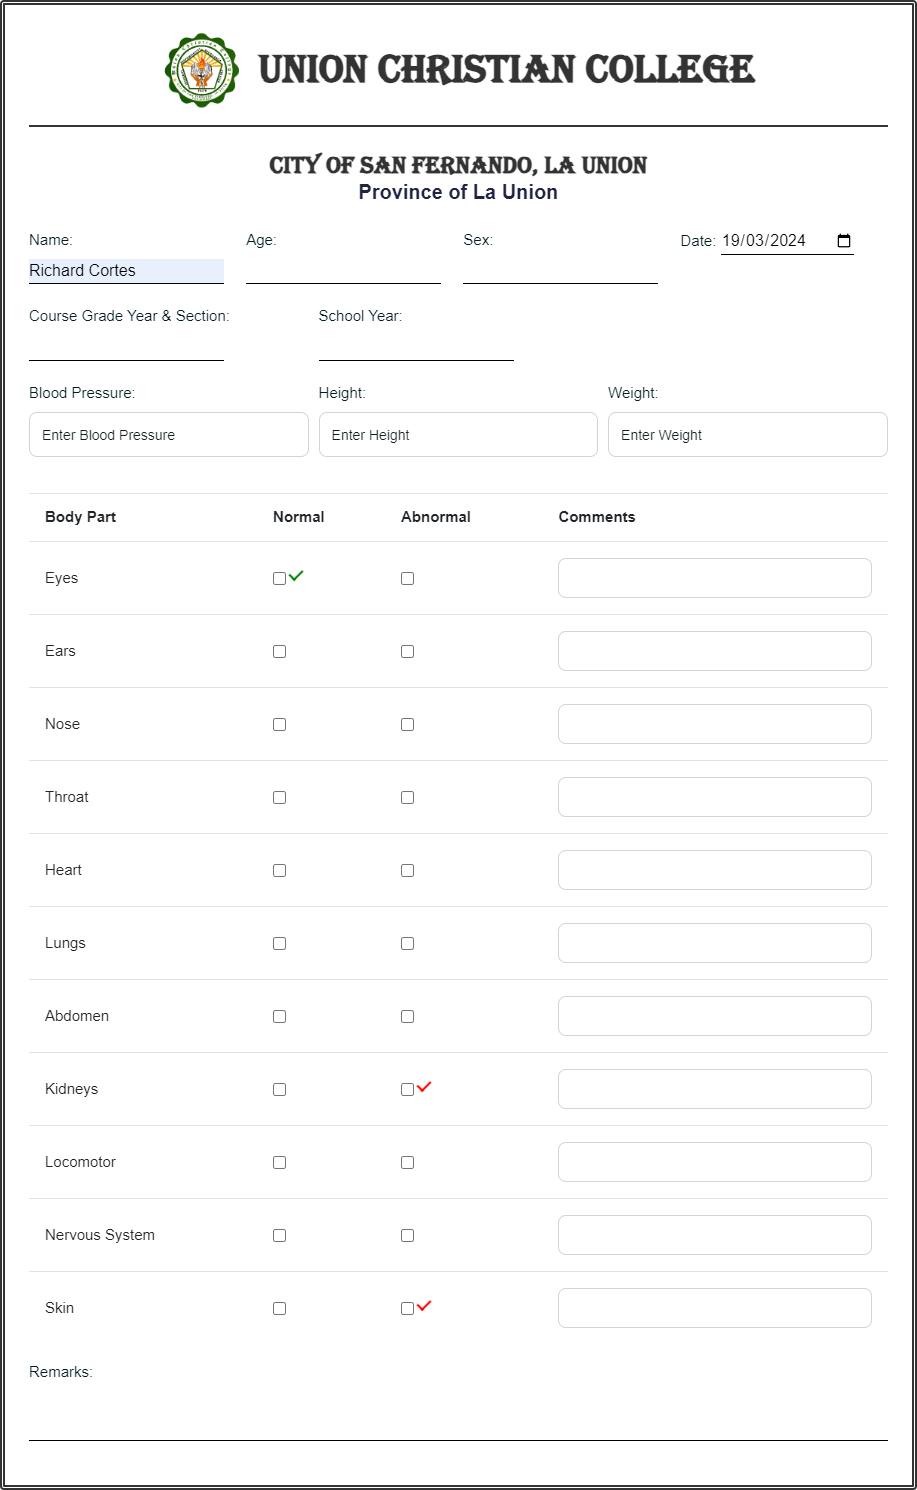 UNION CHRISTIAN COLLEGE
CITY OF SAN FERNANDO, LA UNION
Province of La Union
Name: Age: Sex: Date: 19/03/2024
Richard Cortes
Course Grade Year & Section: School Year:
Blood Pressure: Height: Weight:
Enter Blood Pressure Enter Height Enter Weight
Body Part Normal Abnormal Comments
Eyes
Ears
Nose
Throat
Heart
Lungs
Abdomen
Kidneys
Locomotor
Nervous System
Skin
Remarks: